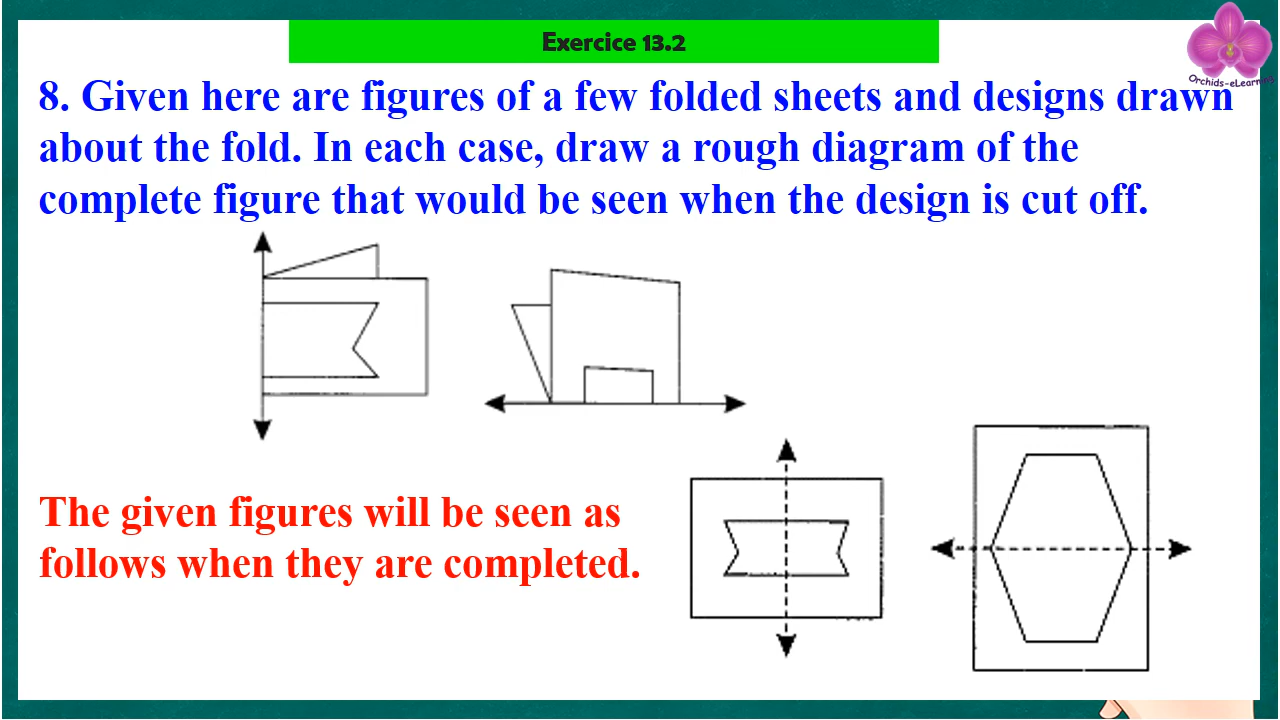 Exercice 13.2
Orchids-eLearning
8. Given here are figures of a few folded sheets and designs drawn
about the fold. In each case, draw a rough diagram of the
complete figure that would be seen when the design is cut off.
The given figures will be seen as
follows when they are completed.